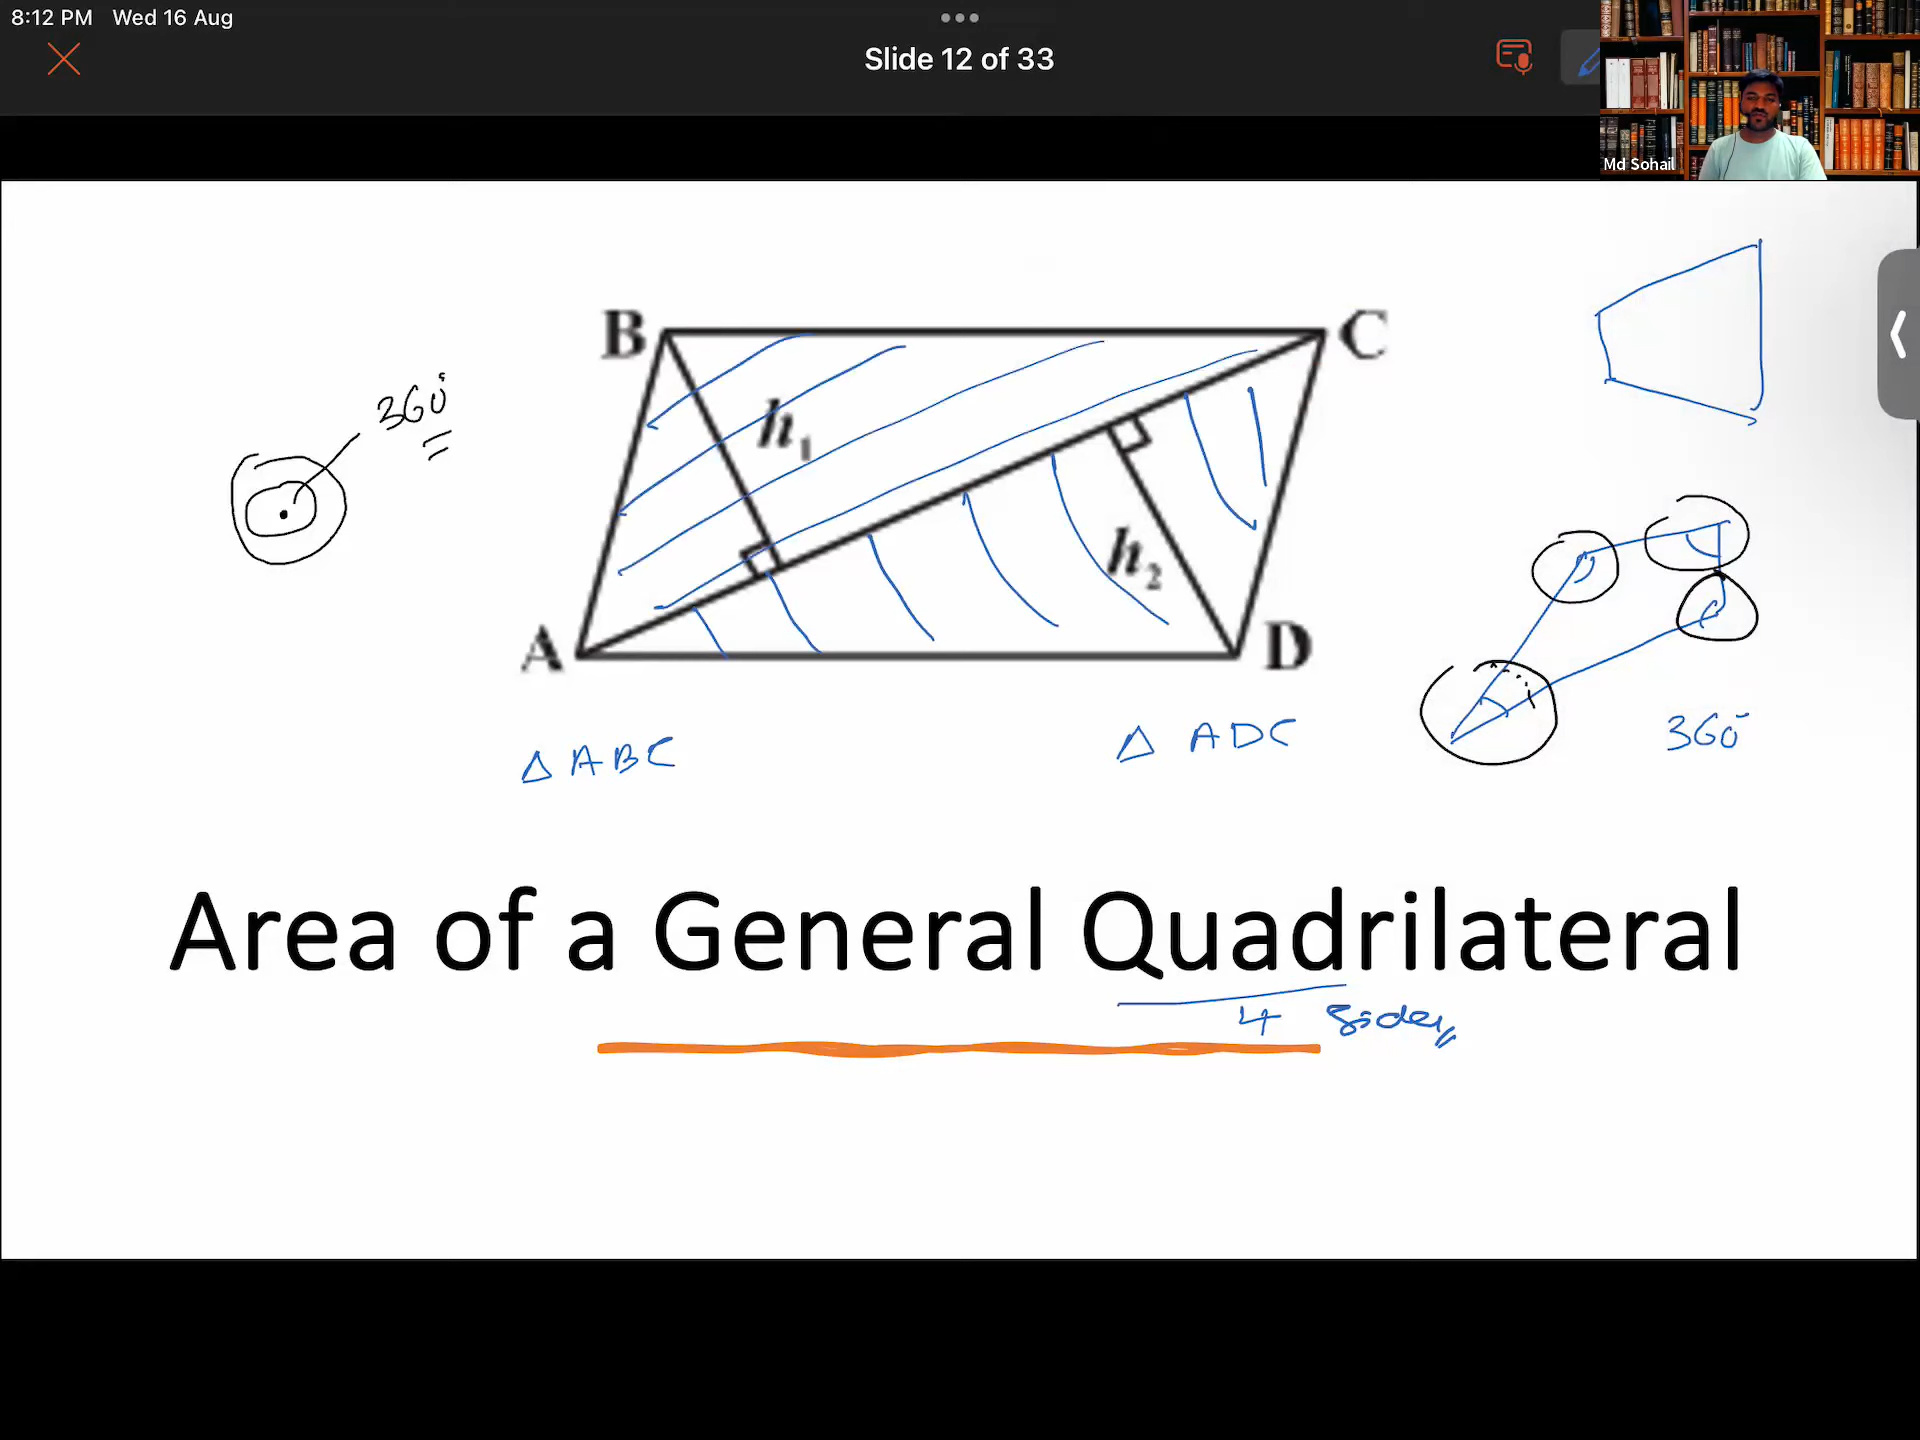 8:12 PM Wed 16 Aug
Slide 12 of 33
Md Sohail
B
C
360°
h₁
h₂
A
D
360°
Δ ABC
Δ ADC
Area of a General Quadrilateral
4 sides